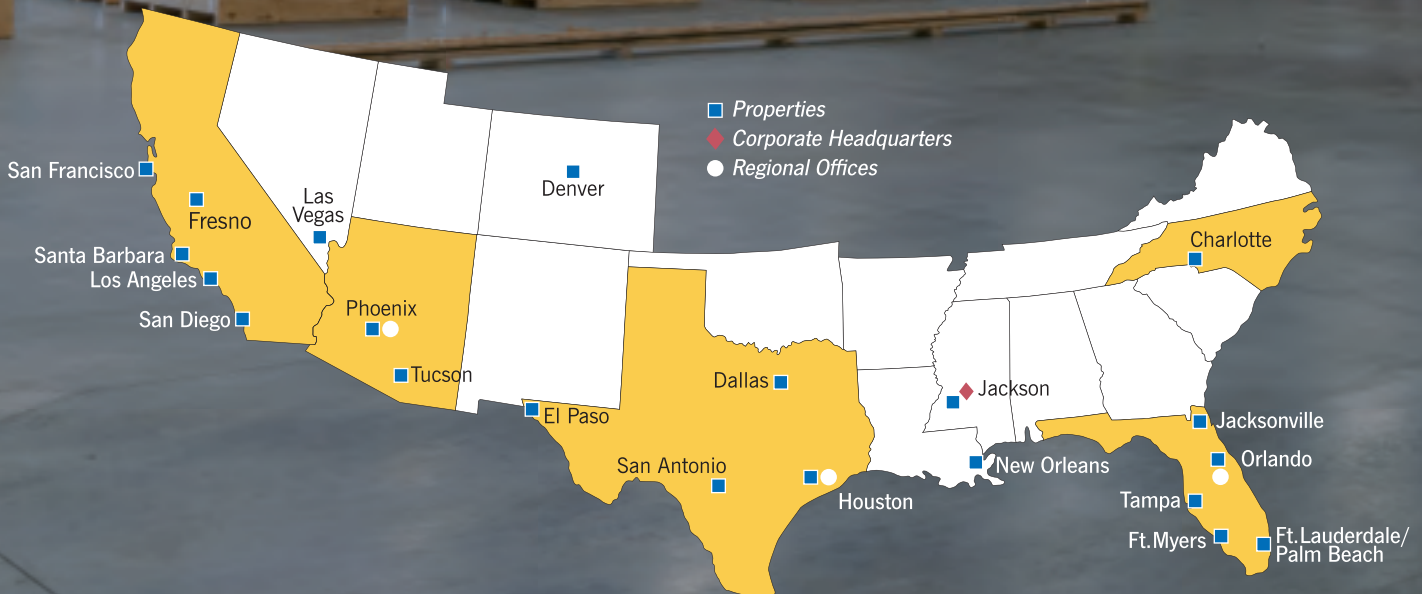 Properties
Corporate Headquarters
Regional Offices
San Francisco
Fresno
Santa Barbara
Los Angeles
San Diego
Las
Vegas
Denver
Phoenix
Tucson
El Paso
Dallas
San Antonio
Houston
Jackson
New Orleans
Charlotte
Jacksonville
Orlando
Tampa
Ft.Myers
Ft.Lauderdale/
Palm Beach